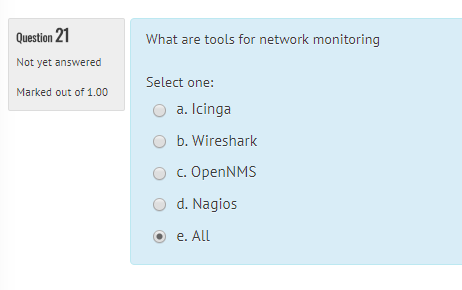 Question 21
Not yet answered
Marked out of 1.00
What are tools for network monitoring
Select one:
a. Icinga
b. Wireshark
c. OpenNMS
d. Nagios
e. All